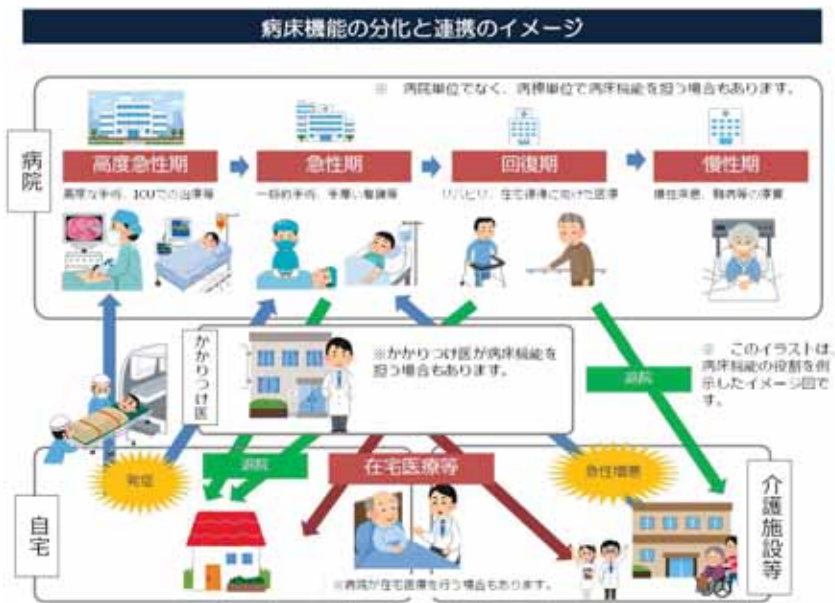 病床機能の分化と連携のイメージ
※ 病院単位でなく、病棟単位で病床機能を担う場合もあります。
病院
高度急性期
急性期
回復期
慢性期
高度な手術、ICUでの治療等
一般的手術、手厚い看護等
リハビリ、在宅復帰に向けた医療
慢性疾患、難病等の療養
かかりつけ医
※かかりつけ医が病床機能を
担う場合もあります。
※ このイラストは、
病床機能の役割を例
示したイメージ図で
す。
退院
発症
退院
在宅医療等
急性増悪
自宅
介護施設等
※病院が在宅医療を行う場合もあります。